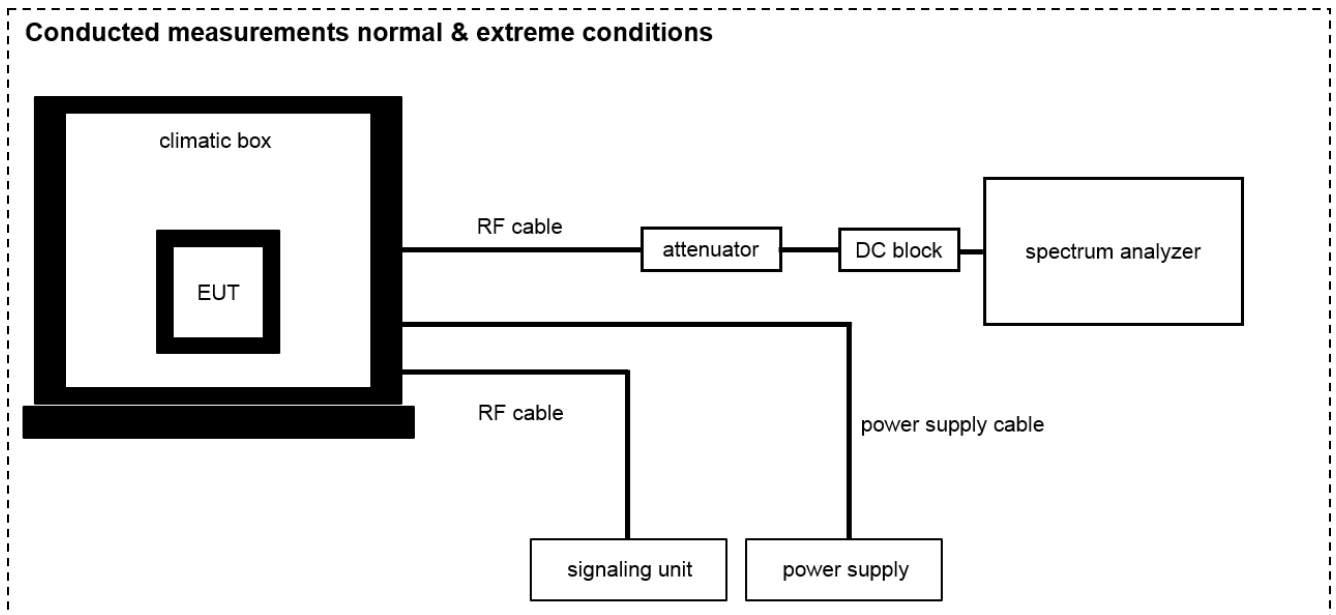 Conducted measurements normal & extreme conditions
climatic box
RF cable
attenuator
DC block
spectrum analyzer
EUT
RF cable
power supply cable
signaling unit
power supply